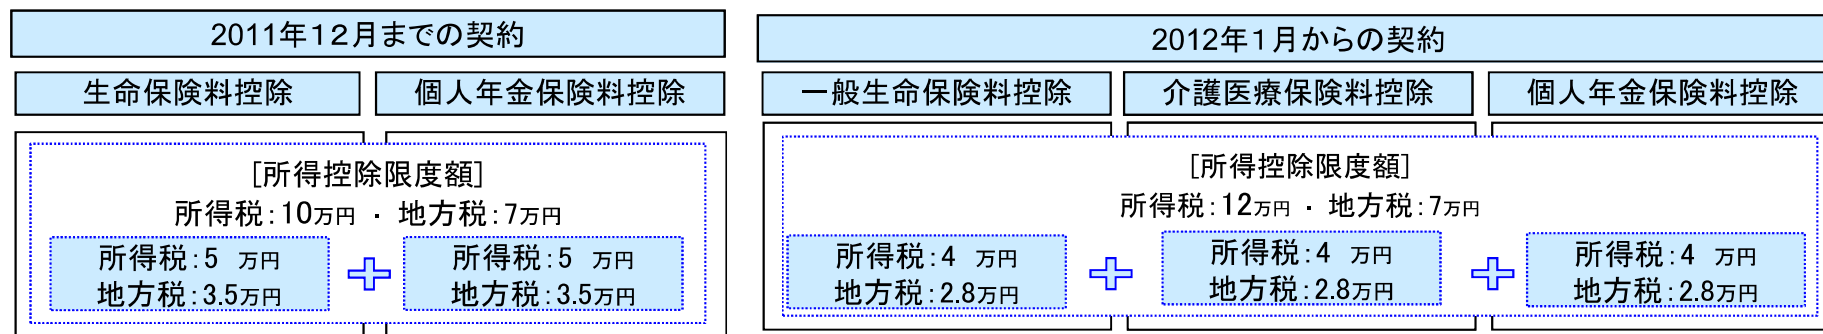 2011年１２月までの契約
生命保険料控除
個人年金保険料控除
[所得控除限度額]
所得税:10万円 ・ 地方税:7万円
所得税:5 万円
地方税:3.5万円
所得税:5 万円
地方税:3.5万円
2012年１月からの契約
一般生命保険料控除
介護医療保険料控除
個人年金保険料控除
[所得控除限度額]
所得税:12万円 ・ 地方税:7万円
所得税:4 万円
地方税:2.8万円
所得税:4 万円
地方税:2.8万円
所得税:4 万円
地方税:2.8万円